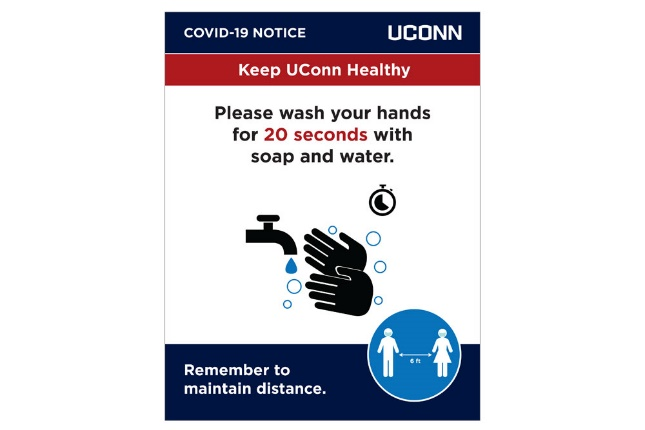 COVID-19 NOTICE
UCONN
Keep UConn Healthy
Please wash your hands
for 20 seconds with
soap and water.
6 ft
Remember to
maintain distance.